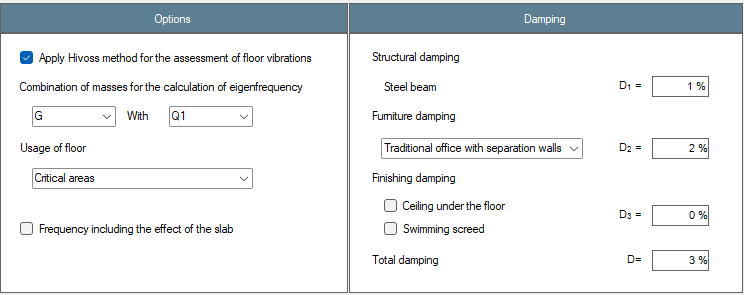 Options
Apply Hivoss method for the assessment of floor vibrations
Combination of masses for the calculation of eigenfrequency
G With Q1
Usage of floor
Critical areas
Frequency including the effect of the slab
Damping
Structural damping
Steel beam D1 = 1 %
Furniture damping
Traditional office with separation walls D2 = 2 %
Finishing damping
Ceiling under the floor
Swimming screed
D3 = 0 %
Total damping D= 3 %